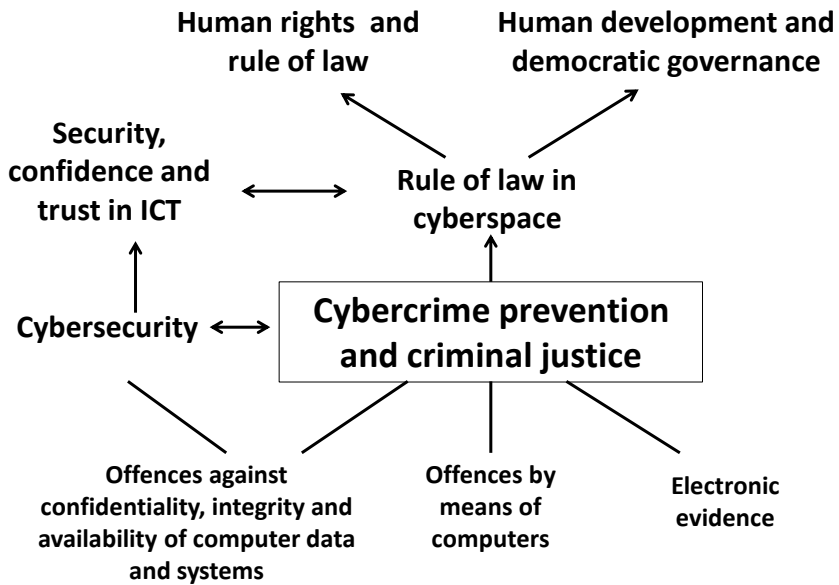 Human rights and
rule of law
Human development and
democratic governance
Security,
confidence and
trust in ICT
Rule of law in
cyberspace
Cybersecurity
Cybercrime prevention
and criminal justice
Offences against
confidentiality, integrity and
availability of computer data
and systems
Offences by
means of
computers
Electronic
evidence